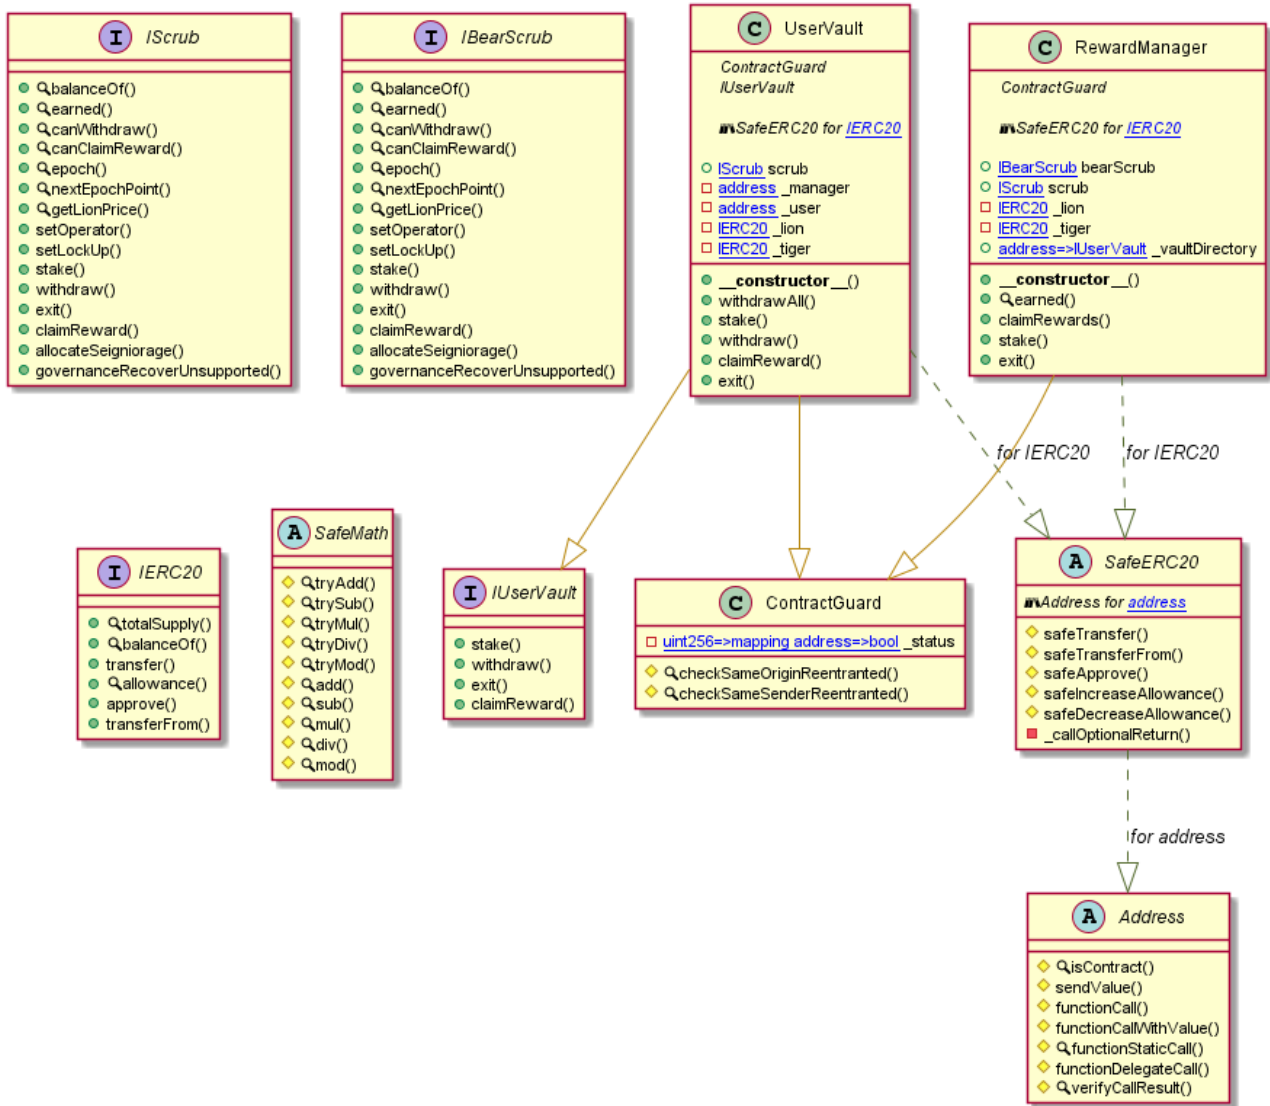 I IScrub
balanceOf()
earned()
canWithdraw()
canClaimReward()
epoch()
nextEpochPoint()
getLionPrice()
setOperator()
setLockUp()
stake()
withdraw()
exit()
claimReward()
allocateSeigniorage()
governanceRecoverUnsupported()
I IBearScrub
balanceOf()
earned()
canWithdraw()
canClaimReward()
epoch()
nextEpochPoint()
getLionPrice()
setOperator()
setLockUp()
stake()
withdraw()
exit()
claimReward()
allocateSeigniorage()
governanceRecoverUnsupported()
C UserVault
ContractGuard
IUserVault
SafeERC20 for IERC20
IScrub scrub
address _manager
address _user
IERC20 _lion
IERC20 _tiger
__constructor__()
withdrawAll()
stake()
withdraw()
claimReward()
exit()
C RewardManager
ContractGuard
SafeERC20 for IERC20
IBearScrub bearScrub
IScrub scrub
IERC20 _lion
IERC20 _tiger
address=>IUserVault _vaultDirectory
__constructor__()
earned()
claimRewards()
stake()
exit()
for IERC20
for IERC20
I IERC20
totalSupply()
balanceOf()
transfer()
allowance()
approve()
transferFrom()
A SafeMath
tryAdd()
trySub()
tryMul()
tryDiv()
tryMod()
add()
sub()
mul()
div()
mod()
I IUserVault
stake()
withdraw()
exit()
claimReward()
C ContractGuard
uint256=>mapping address=>bool _status
checkSameOriginReentranted()
checkSameSenderReentranted()
A SafeERC20
Address for address
safeTransfer()
safeTransferFrom()
safeApprove()
safeIncreaseAllowance()
safeDecreaseAllowance()
_callOptionalReturn()
for address
A Address
isContract()
sendValue()
functionCall()
functionCallWithValue()
functionStaticCall()
functionDelegateCall()
verifyCallResult()